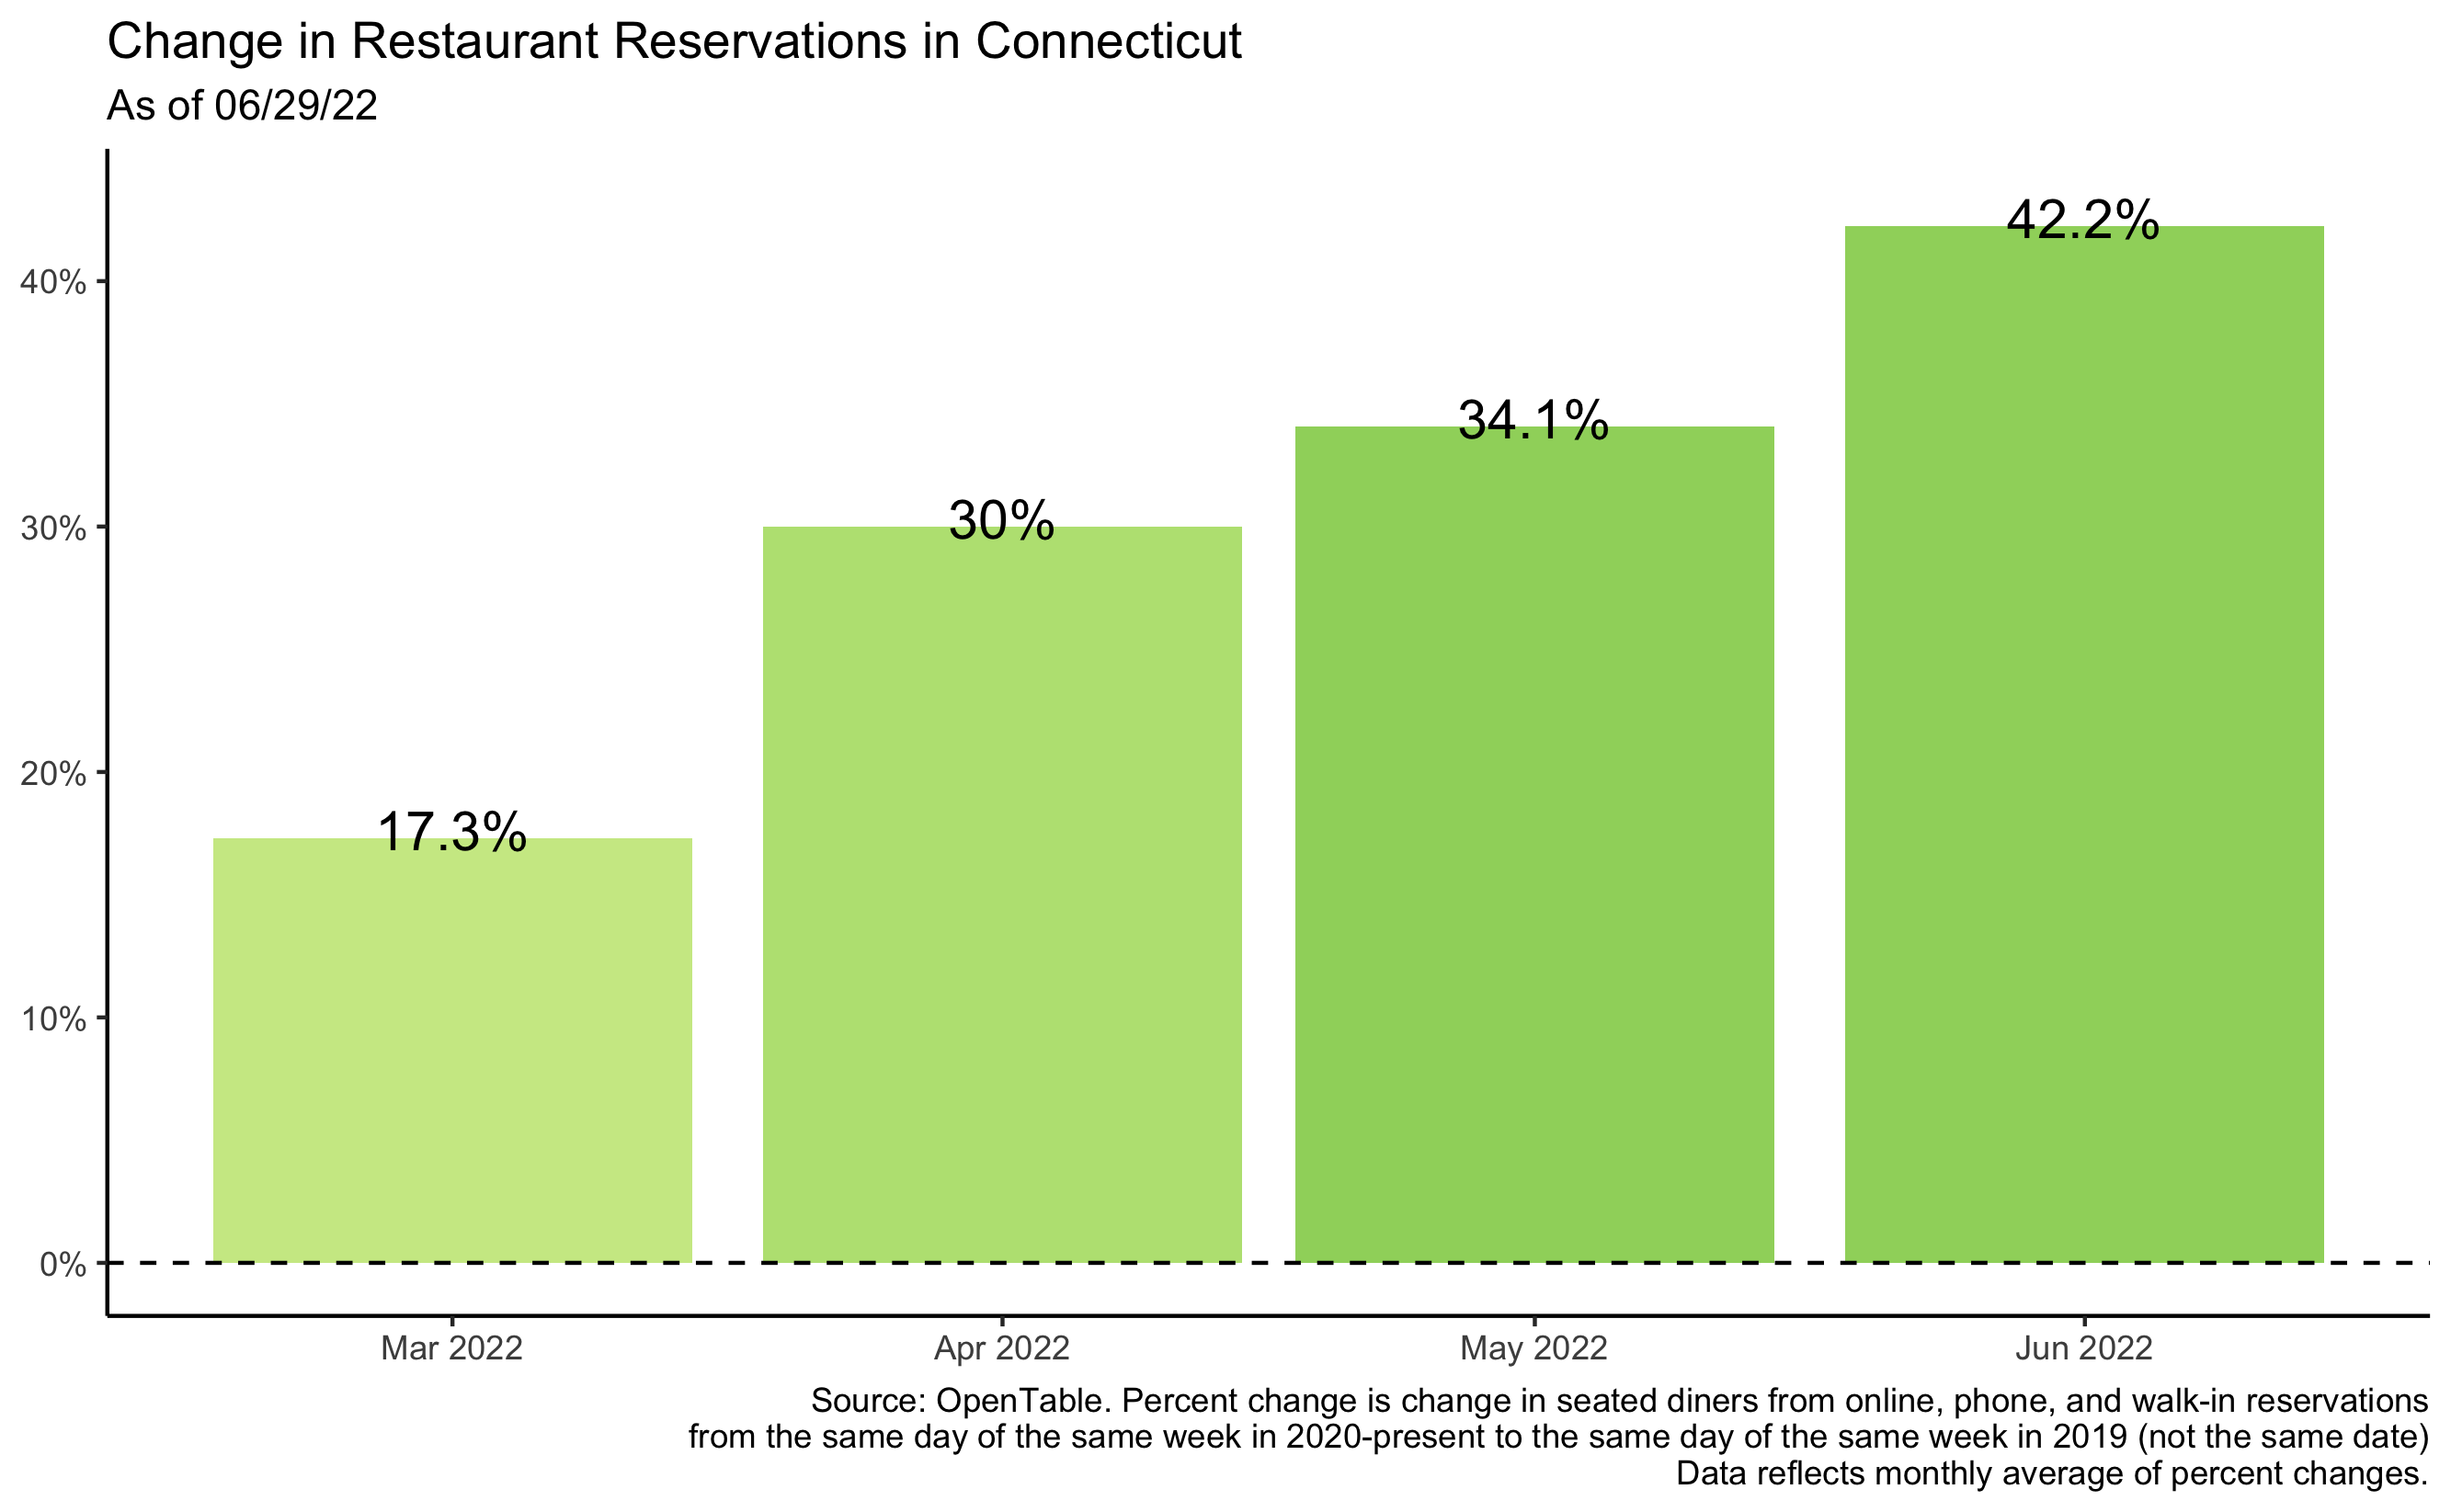 Change in Restaurant Reservations in Connecticut
As of 06/29/22
42.2%
40%
34.1%
30%
30%
20%
17.3%
10%
0%
Mar 2022
Apr 2022
May 2022
Jun 2022
Source: OpenTable. Percent change is change in seated diners from online, phone, and walk-in reservations
from the same day of the same week in 2020-present to the same day of the same week in 2019 (not the same date)
Data reflects monthly average of percent changes.